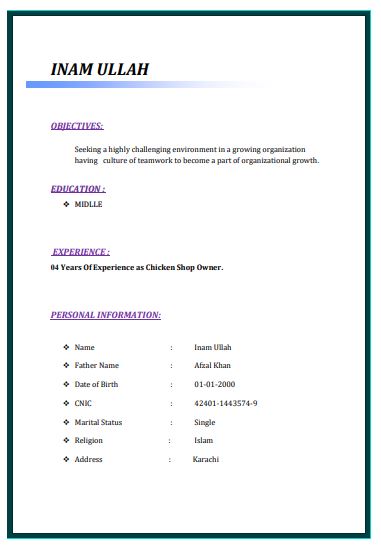 INAM ULLAH
OBJECTIVES:
Seeking a highly challenging environment in a growing organization
having culture of teamwork to become a part of organizational growth.
EDUCATION :
❖ MIDLLE
EXPERIENCE :
04 Years Of Experience as Chicken Shop Owner.
PERSONAL INFORMATION:
❖ Name : Inam Ullah
❖ Father Name : Afzal Khan
❖ Date of Birth : 01-01-2000
❖ CNIC : 42401-1443574-9
❖ Marital Status : Single
❖ Religion : Islam
❖ Address : Karachi